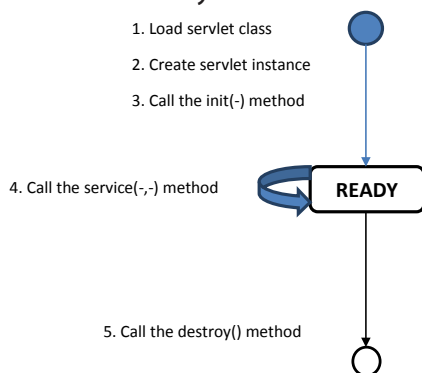 1. Load servlet class
2. Create servlet instance
3. Call the init(-) method
4. Call the service(-,-) method
READY
5. Call the destroy() method